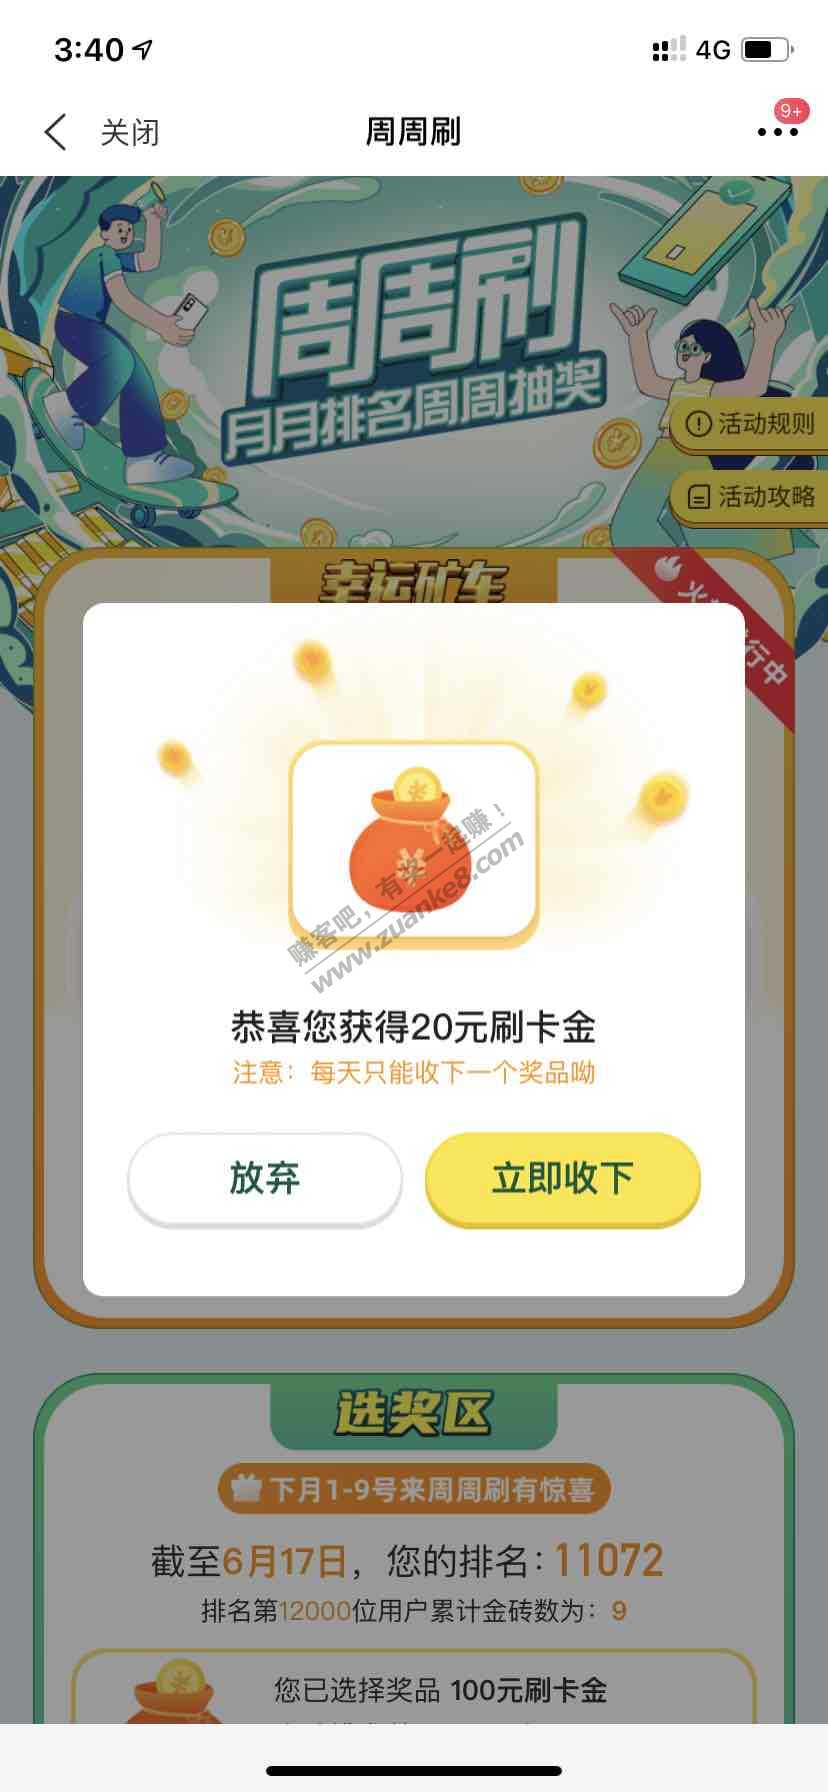 3:40
4G
关闭
周周刷
9+
周周刷
月月排名周周抽奖
活动规则
活动攻略
幸运矿车
行中
赚客吧，有奖一起赚！
www.zuanke8.com
恭喜您获得20元刷卡金
注意：每天只能收下一个奖品呦
放弃
立即收下
选奖区
下月1-9号来周周刷有惊喜
截至6月17日，您的排名：11072
排名第12000位用户累计金砖数为：9
您已选择奖品 100元刷卡金